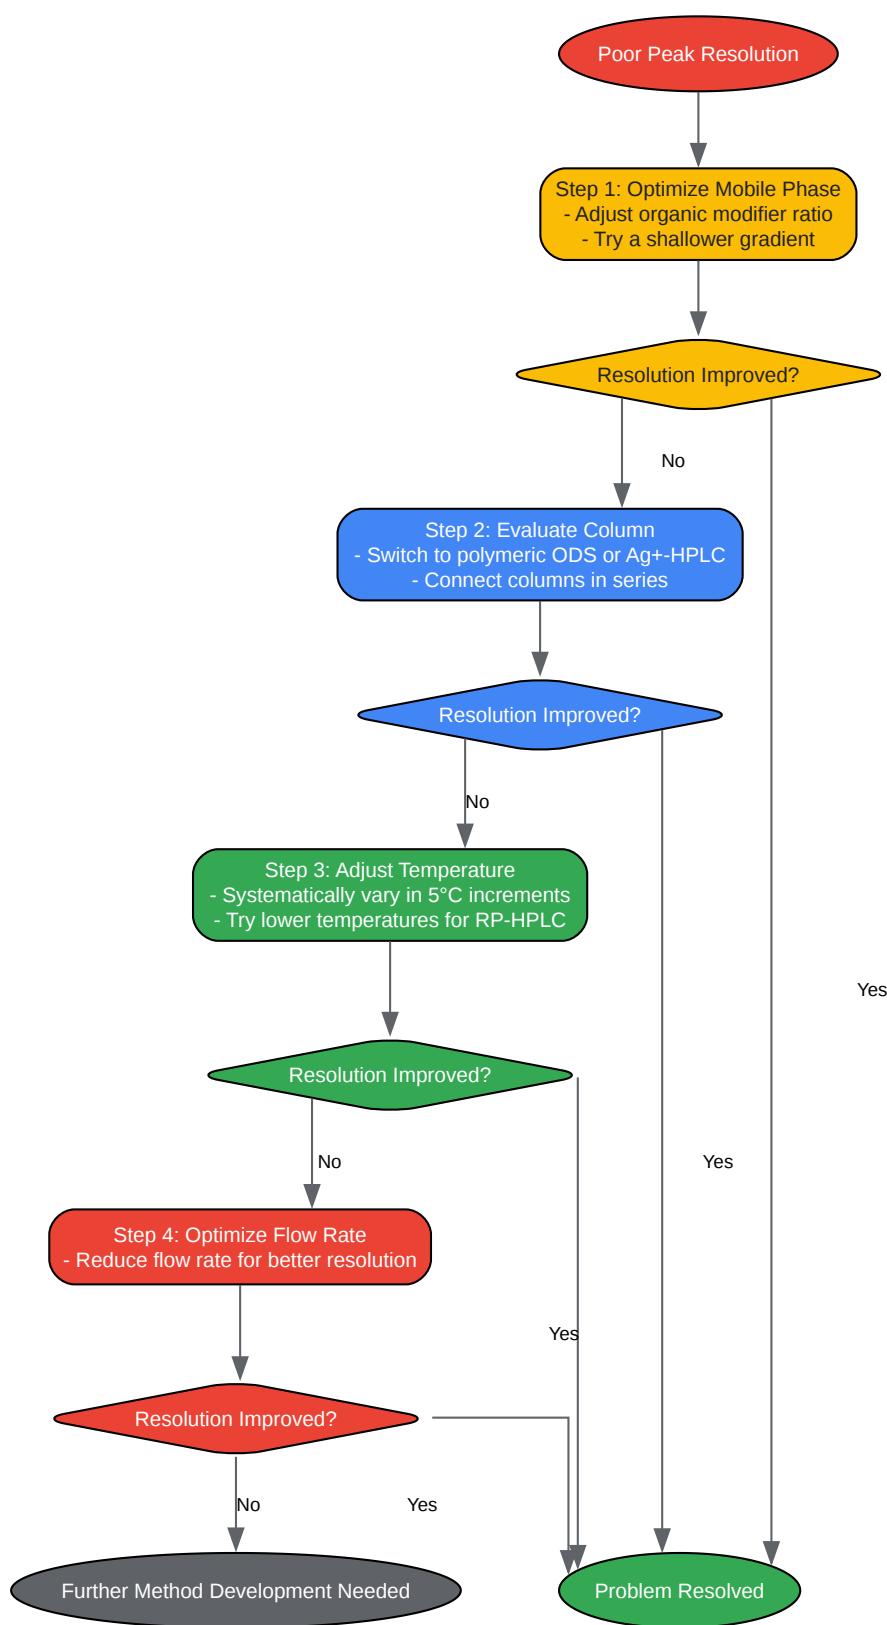 Poor Peak Resolution
Step 1: Optimize Mobile Phase
- Adjust organic modifier ratio
- Try a shallower gradient
Resolution Improved?
No
Step 2: Evaluate Column
- Switch to polymeric ODS or Ag+-HPLC
- Connect columns in series
Resolution Improved?
No
Step 3: Adjust Temperature
- Systematically vary in 5°C increments
- Try lower temperatures for RP-HPLC
Yes
Resolution Improved?
No
Yes
Step 4: Optimize Flow Rate
- Reduce flow rate for better resolution
Yes
Resolution Improved?
No
Yes
Further Method Development Needed
Problem Resolved